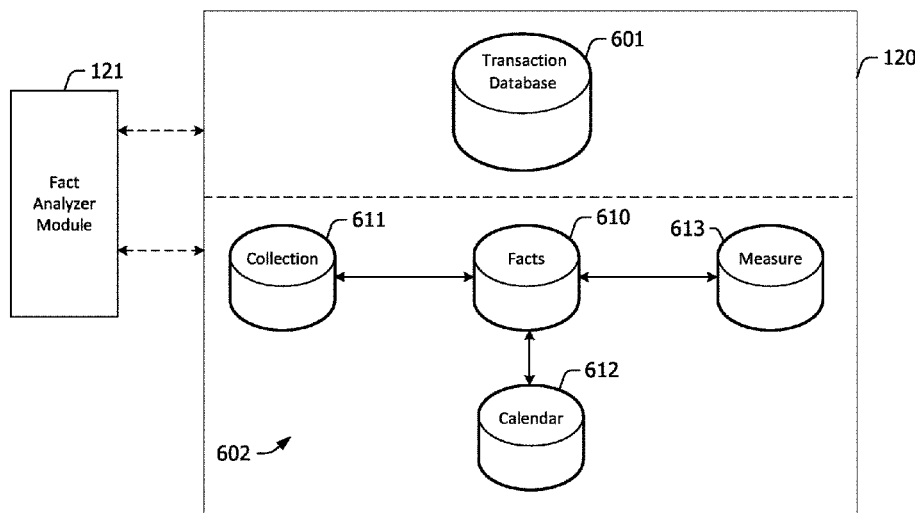 601
Transaction
Database
120
121
Fact
Analyzer
Module
611
Collection
610
Facts
613
Measure
612
Calendar
602